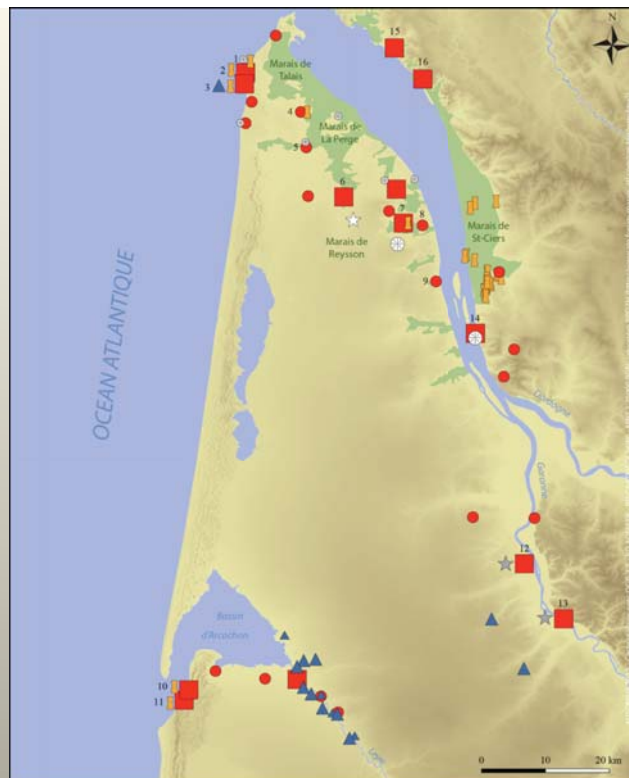 N
15
16
1
2
3
Marais de
Talais
4
Marais de
La Perge
5
6
7
8
Marais de
St-Ciers
Marais de
Reysson
9
OCEAN ATLANTIQUE
14
Dordogne
Garonne
12
13
Bassin
d'Arcachon
10
11
Leyre
0 10 20 km